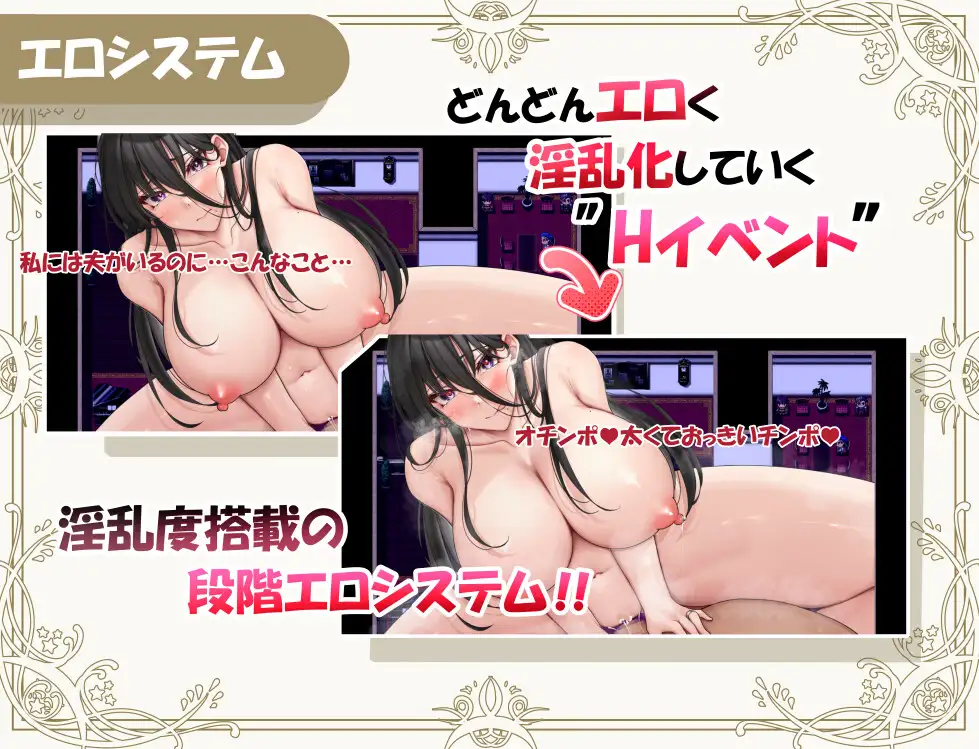 エロシステム
どんどんエロく
淫乱化していく
"Hイベント"
私には夫がいるのに…こんなこと…
オチンポ♥太くておっきいチンポ♥
淫乱度搭載の
段階エロシステム!!